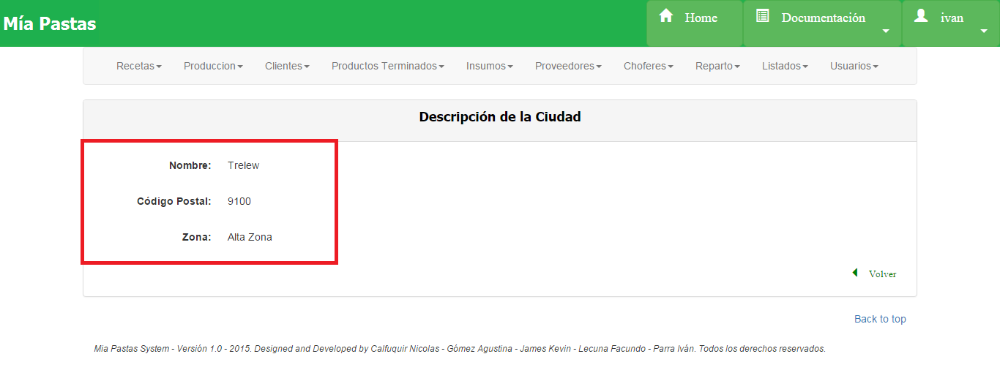 Mía Pastas
Home
Documentación
ivan
Recetas Produccion Clientes Productos Terminados Insumos Proveedores Choferes Reparto Listados Usuarios
Descripción de la Ciudad
Nombre: Trelew
Código Postal: 9100
Zona: Alta Zona
Volver
Back to top
Mia Pastas System - Versión 1.0 - 2015. Designed and Developed by Calfuquir Nicolas - Gómez Agustina - James Kevin - Lecuna Facundo - Parra Iván. Todos los derechos reservados.